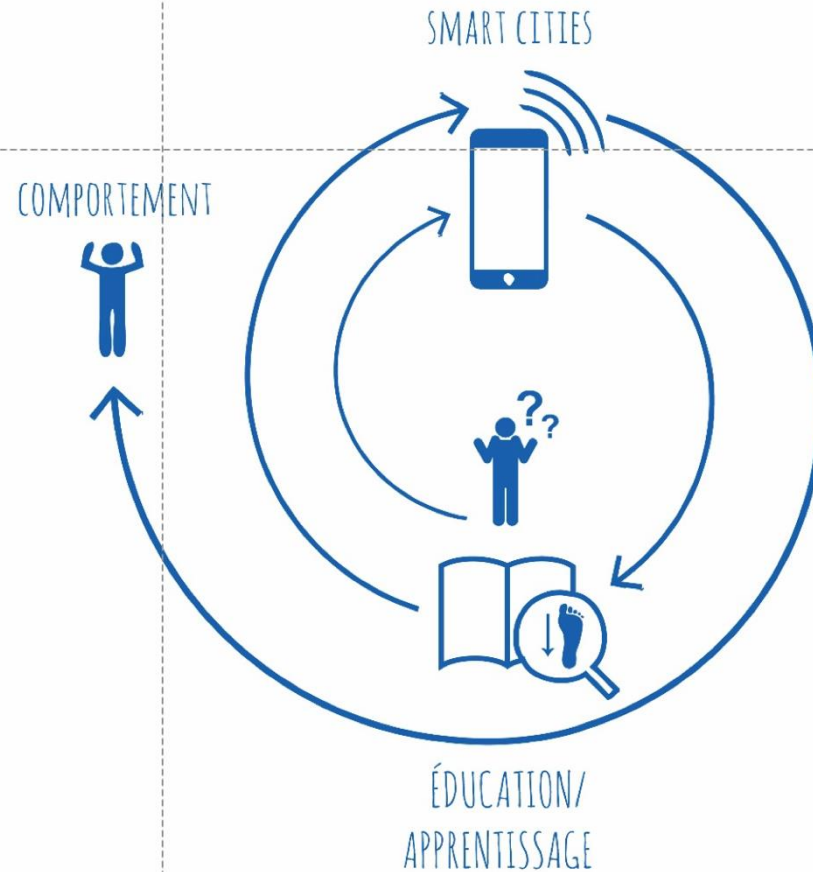 SMART CITIES
COMPORTEMENT
? ?
ÉDUCATION/
APPRENTISSAGE